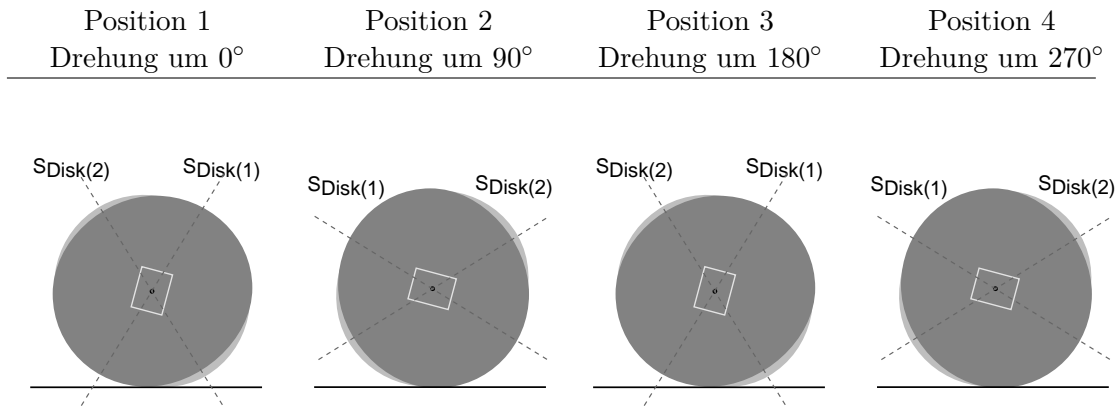 Position 1
Drehung um 0°
Position 2
Drehung um 90°
Position 3
Drehung um 180°
Position 4
Drehung um 270°
SDisk(2)
SDisk(1)
SDisk(1)
SDisk(2)
SDisk(2)
SDisk(1)
SDisk(1)
SDisk(2)